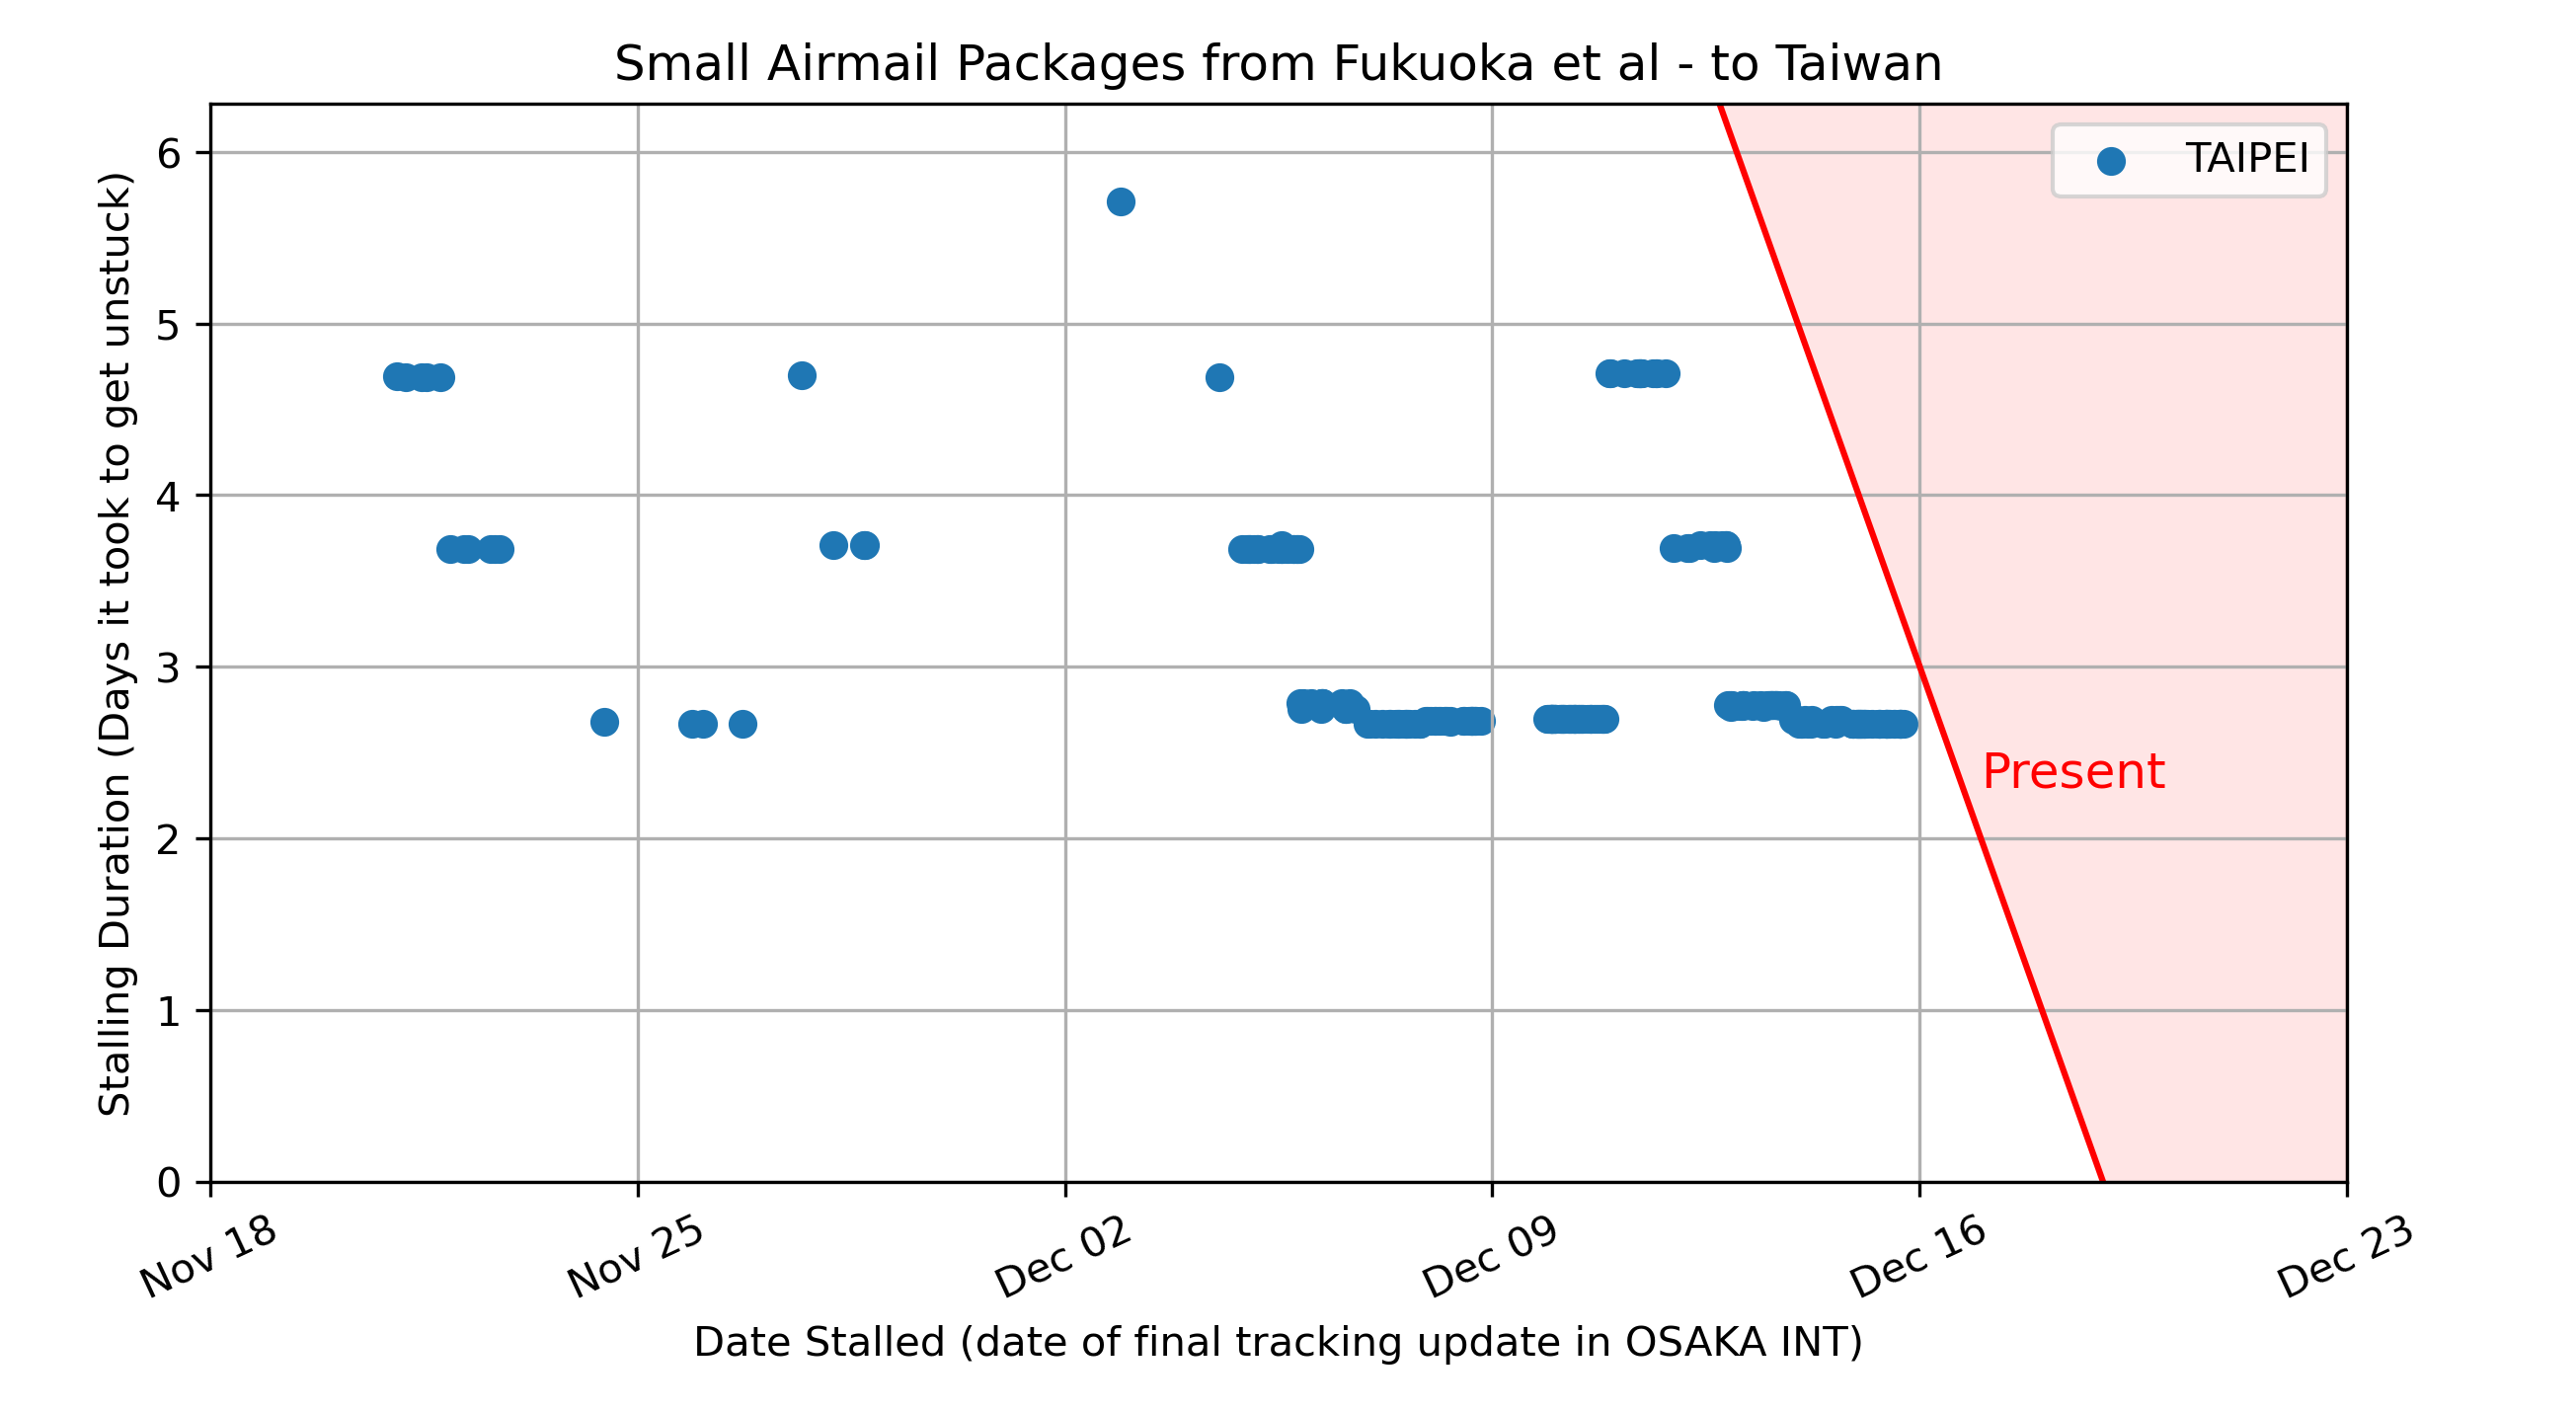 Small Airmail Packages from Fukuoka et al - to Taiwan
TAIPEI
Stalling Duration (Days it took to get unstuck)
6
5
4
3
2
1
0
Present
Nov 18
Nov 25
Dec 02
Dec 09
Dec 16
Dec 23
Date Stalled (date of final tracking update in OSAKA INT)